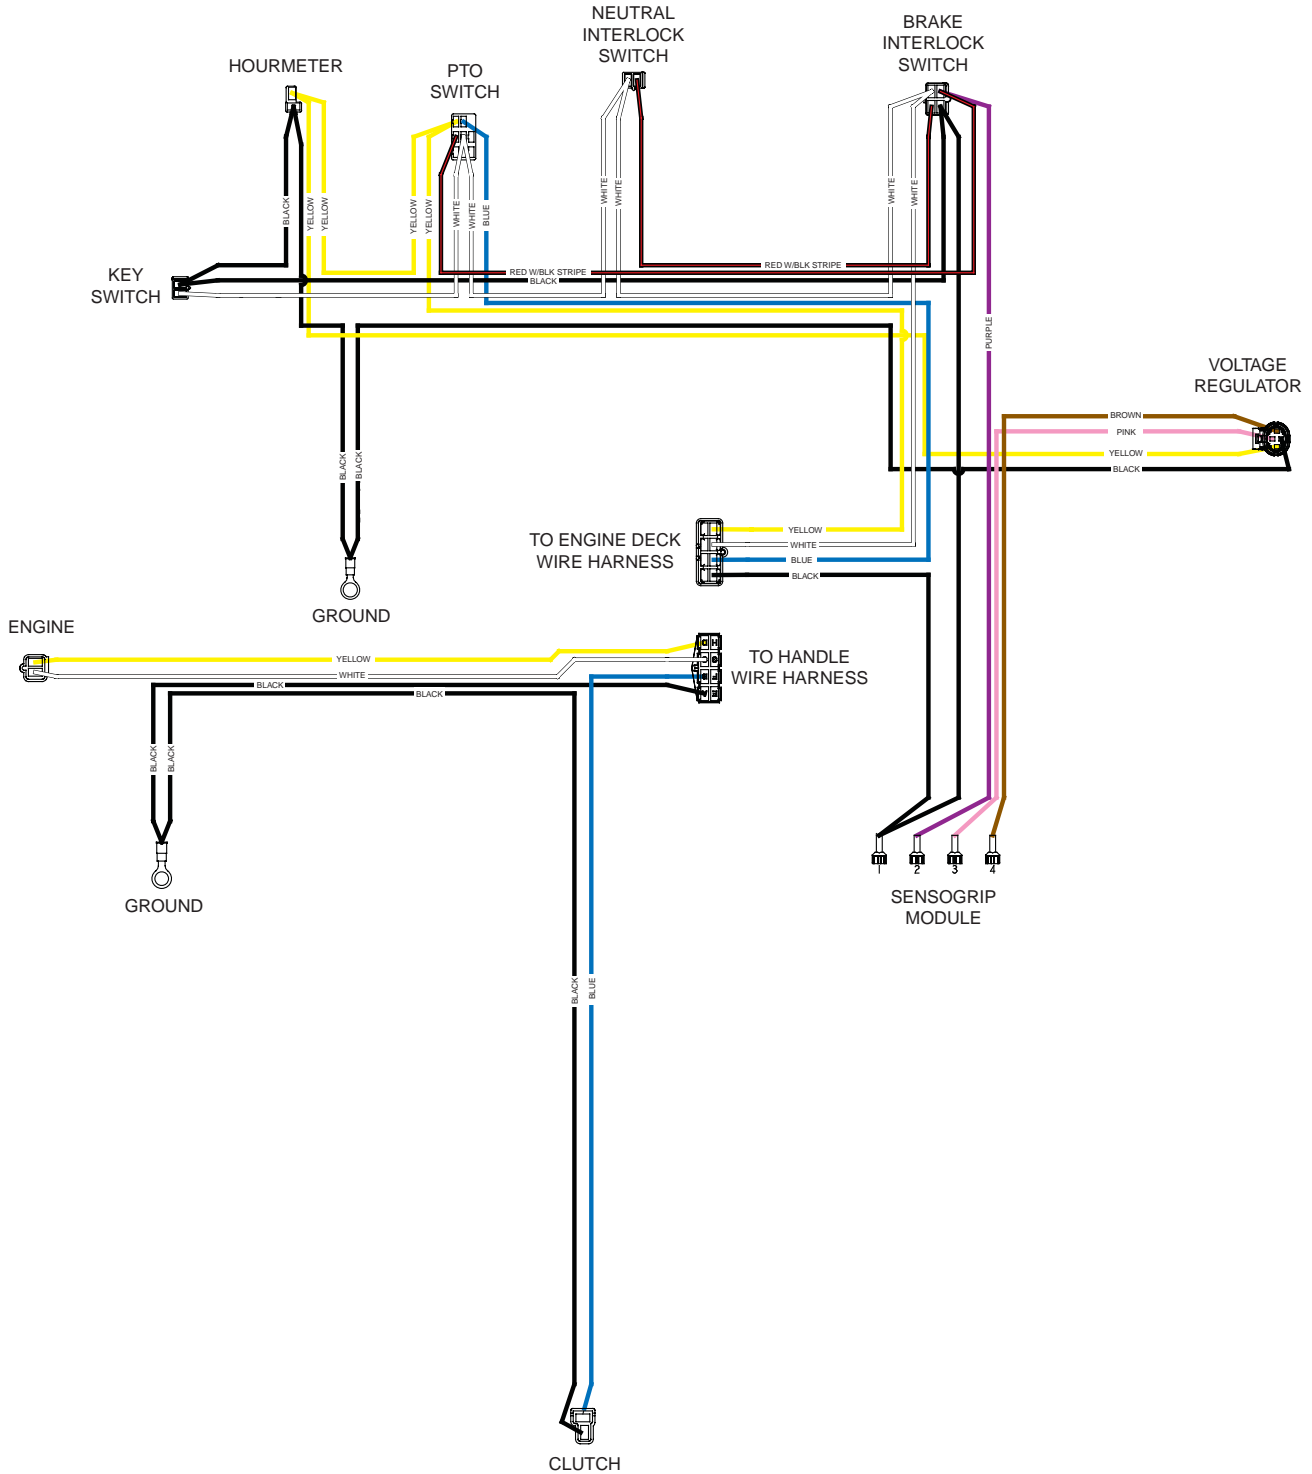 NEUTRAL
INTERLOCK
SWITCH
BRAKE
INTERLOCK
SWITCH
HOURMETER
PTO
SWITCH
BLACK
YELLOW
YELLOW
YELLOW
YELLOW
WHITE
WHITE
BLUE
WHITE
WHITE
WHITE
WHITE
KEY
SWITCH
RED W/BLK STRIPE
RED W/BLK STRIPE
BLACK
PURPLE
VOLTAGE
REGULATOR
BROWN
PINK
YELLOW
BLACK
BLACK
BLACK
TO ENGINE DECK
WIRE HARNESS
YELLOW
WHITE
BLUE
BLACK
GROUND
ENGINE
YELLOW
WHITE
BLACK
BLACK
TO HANDLE
WIRE HARNESS
BLACK
BLACK
1
2
3
4
SENSOGRIP
MODULE
GROUND
BLACK
BLUE
CLUTCH